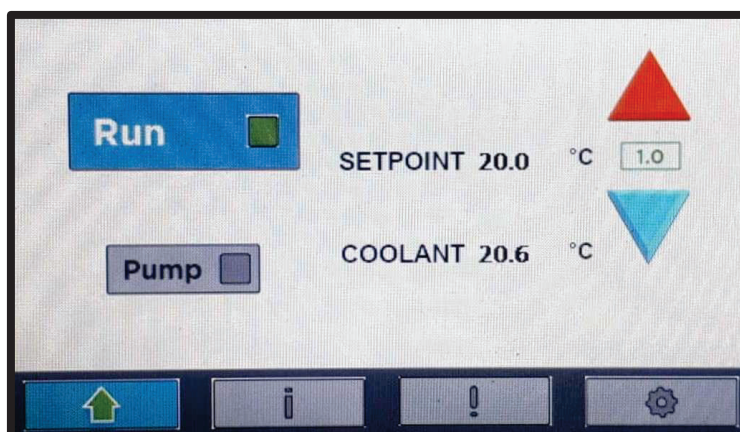 Run
SETPOINT 20.0 °C 1.0
Pump
COOLANT 20.6 °C
i
!